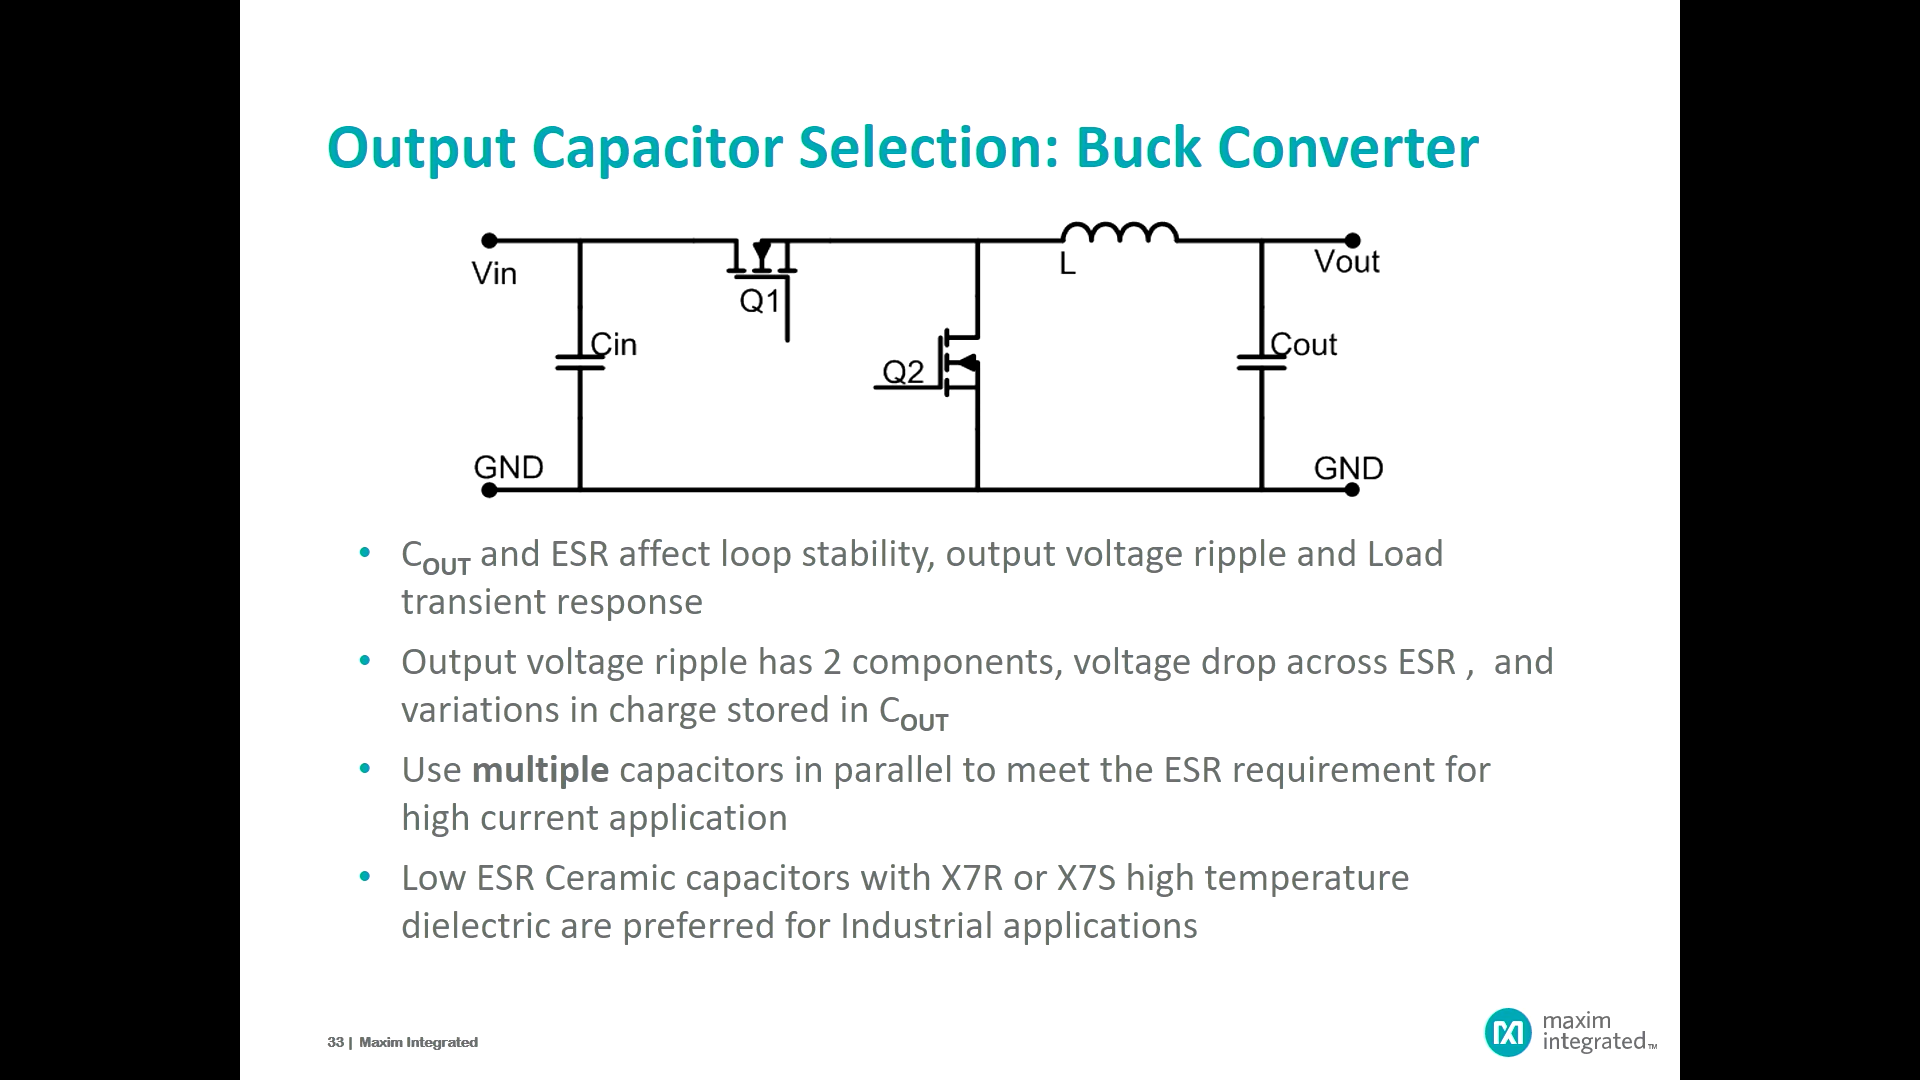 Output Capacitor Selection: Buck Converter
Vin
Q1
L
Vout
Cin
Q2
Cout
GND
GND
• COUT and ESR affect loop stability, output voltage ripple and Load
transient response
• Output voltage ripple has 2 components, voltage drop across ESR , and
variations in charge stored in COUT
• Use multiple capacitors in parallel to meet the ESR requirement for
high current application
• Low ESR Ceramic capacitors with X7R or X7S high temperature
dielectric are preferred for Industrial applications
33 | Maxim Integrated
maxim
integrated™